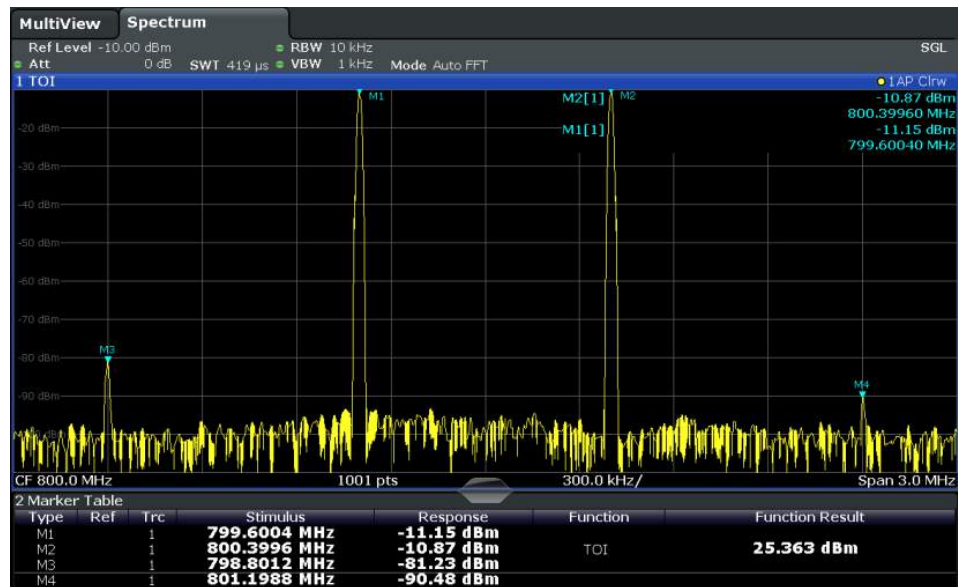 MultiView Spectrum
Ref Level -10.00 dBm RBW 10 kHz SGL
Att 0 dB SWT 419 µs VBW 1 kHz Mode Auto FFT
1 TOI 1AP Clrw
M1 M2[1] M2 -10.87 dBm
800.39960 MHz
-20 dBm M1[1] -11.15 dBm
799.60040 MHz
-30 dBm
-40 dBm
-50 dBm
-60 dBm
-70 dBm
M3
-80 dBm
M4
-90 dBm
CF 800.0 MHz 1001 pts 300.0 kHz/ Span 3.0 MHz
2 Marker Table
Type Ref Trc Stimulus Response Function Function Result
M1 1 799.6004 MHz -11.15 dBm
M2 1 800.3996 MHz -10.87 dBm TOI 25.363 dBm
M3 1 798.8012 MHz -81.23 dBm
M4 1 801.1988 MHz -90.48 dBm